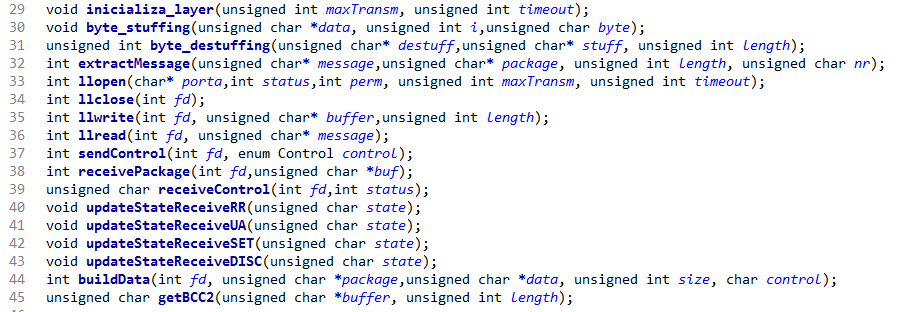 29 void inicializa_layer(unsigned int maxTransm, unsigned int timeout);
30 void byte_stuffing(unsigned char *data, unsigned int i,unsigned char byte);
31 unsigned int byte_destuffing(unsigned char* destuff,unsigned char* stuff, unsigned int length);
32 int extractMessage(unsigned char* message,unsigned char* package, unsigned int length, unsigned char nr);
33 int llopen(char* porta,int status,int perm, unsigned int maxTransm, unsigned int timeout);
34 int llclose(int fd);
35 int llwrite(int fd, unsigned char* buffer,unsigned int length);
36 int llread(int fd, unsigned char* message);
37 int sendControl(int fd, enum Control control);
38 int receivePackage(int fd,unsigned char *buf);
39 unsigned char receiveControl(int fd,int status);
40 void updateStateReceiveRR(unsigned char state);
41 void updateStateReceiveUA(unsigned char state);
42 void updateStateReceiveSET(unsigned char state);
43 void updateStateReceiveDISC(unsigned char state);
44 int buildData(int fd, unsigned char *package,unsigned char *data, unsigned int size, char control);
45 unsigned char getBCC2(unsigned char *buffer, unsigned int length);